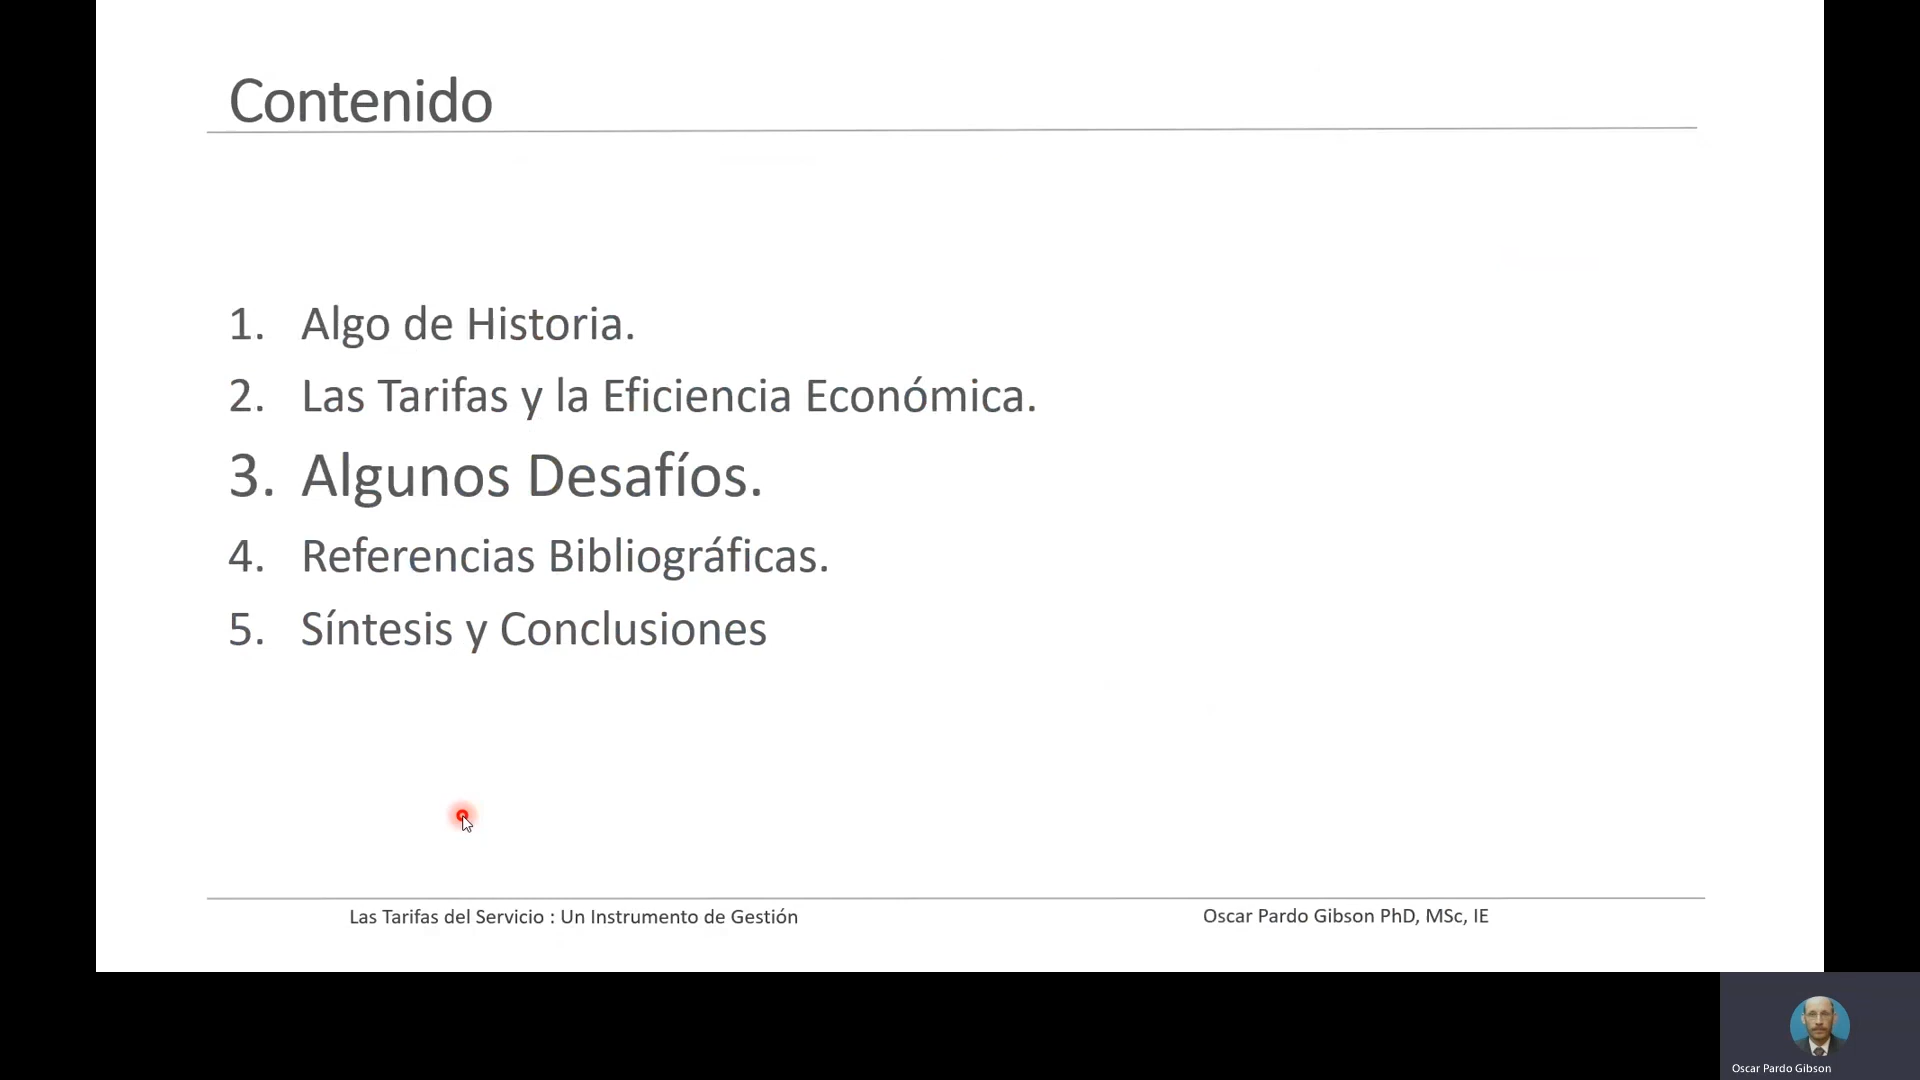 Contenido
1. Algo de Historia.
2. Las Tarifas y la Eficiencia Económica.
3. Algunos Desafíos.
4. Referencias Bibliográficas.
5. Síntesis y Conclusiones
Las Tarifas del Servicio : Un Instrumento de Gestión
Oscar Pardo Gibson PhD, MSc, IE
Oscar Pardo Gibson